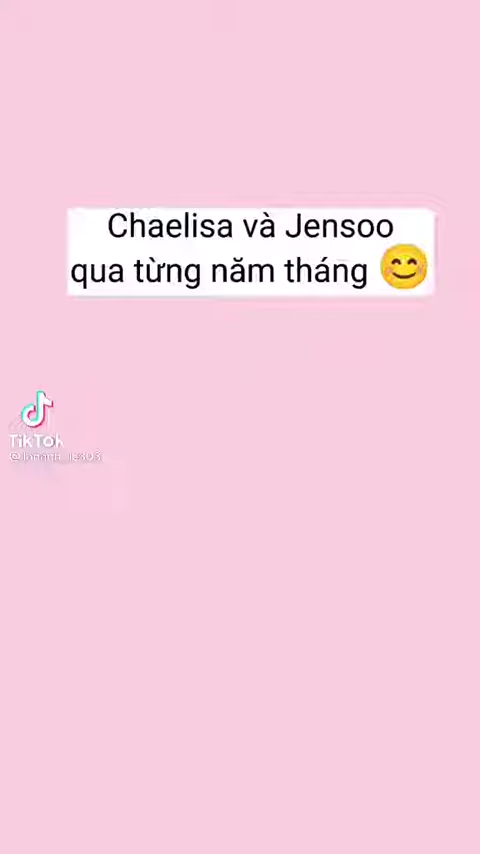 Chaelisa và Jensoo
qua từng năm tháng 😊
TikTok